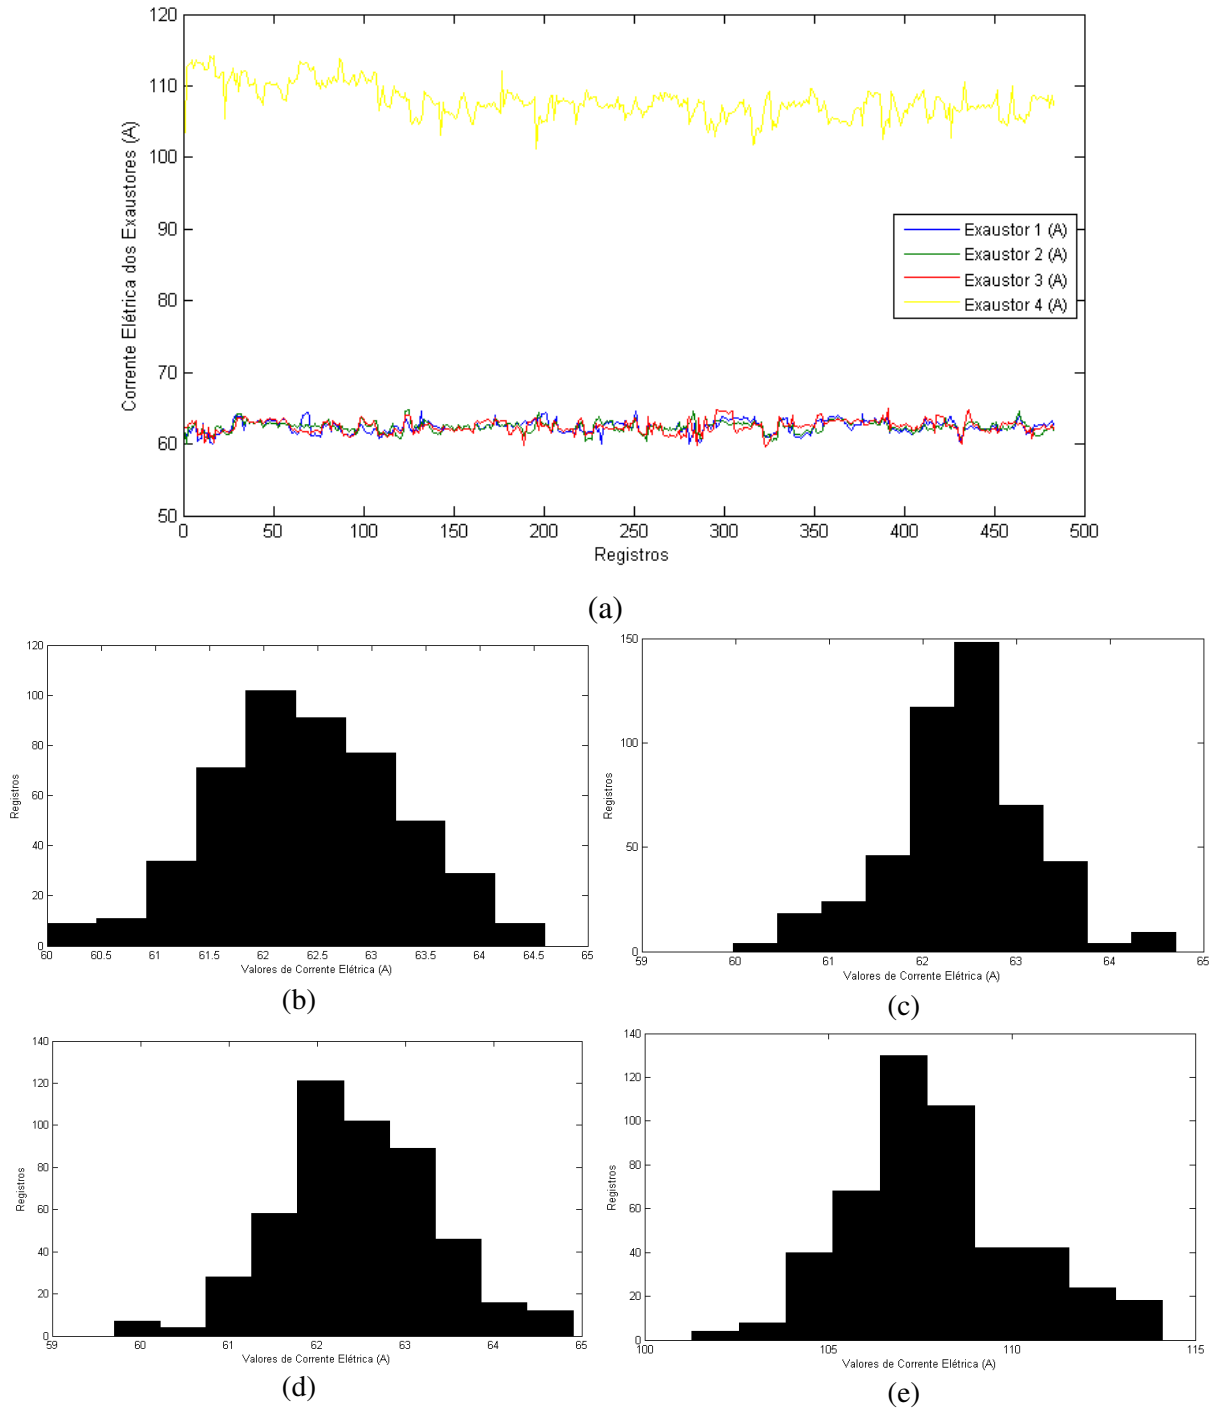 120
110
100
90
80
70
60
50
Corrente Elétrica dos Exaustores (A)
Exaustor 1 (A)
Exaustor 2 (A)
Exaustor 3 (A)
Exaustor 4 (A)
0 50 100 150 200 250 300 350 400 450 500
Registros
(a)
120
100
80
60
40
20
0
Registros
60 60.5 61 61.5 62 62.5 63 63.5 64 64.5 65
Valores de Corrente Elétrica (A)
(b)
150
100
50
0
Registros
59 60 61 62 63 64 65
Valores de Corrente Elétrica (A)
(c)
140
120
100
80
60
40
20
0
Registros
59 60 61 62 63 64 65
Valores de Corrente Elétrica (A)
(d)
140
120
100
80
60
40
20
0
Registros
100 105 110 115
Valores de Corrente Elétrica (A)
(e)